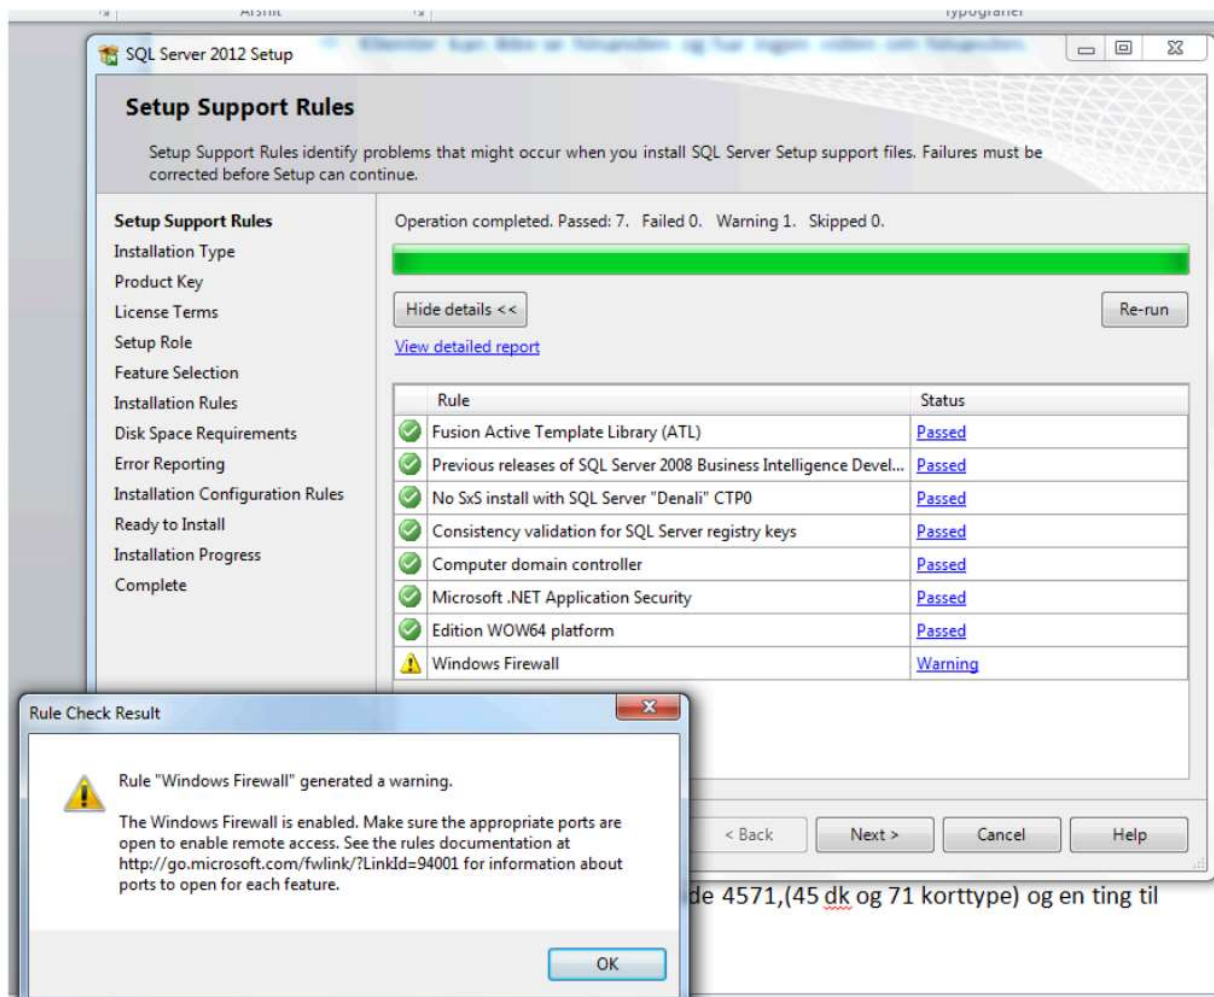 SQL Server 2012 Setup
Setup Support Rules
Setup Support Rules identify problems that might occur when you install SQL Server Setup support files. Failures must be
corrected before Setup can continue.
Setup Support Rules
Installation Type
Product Key
License Terms
Setup Role
Feature Selection
Installation Rules
Disk Space Requirements
Error Reporting
Installation Configuration Rules
Ready to Install
Installation Progress
Complete
Operation completed. Passed: 7. Failed 0. Warning 1. Skipped 0.
Hide details <<
Re-run
View detailed report
Rule Status
Fusion Active Template Library (ATL) Passed
Previous releases of SQL Server 2008 Business Intelligence Devel... Passed
No SxS install with SQL Server "Denali" CTP0 Passed
Consistency validation for SQL Server registry keys Passed
Computer domain controller Passed
Microsoft .NET Application Security Passed
Edition WOW64 platform Passed
Windows Firewall Warning
< Back Next > Cancel Help
Rule Check Result
Rule "Windows Firewall" generated a warning.
The Windows Firewall is enabled. Make sure the appropriate ports are
open to enable remote access. See the rules documentation at
http://go.microsoft.com/fwlink/?LinkId=94001 for information about
ports to open for each feature.
OK
de 4571,(45 dk og 71 korttype) og en ting til